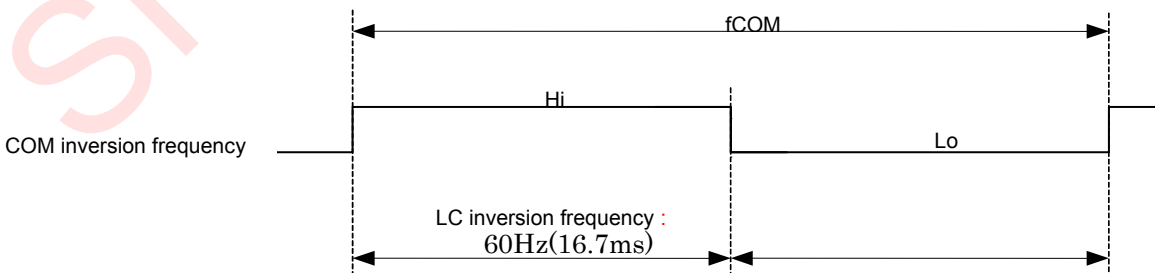 fCOM
Hi
COM inversion frequency
Lo
LC inversion frequency :
60Hz(16.7ms)